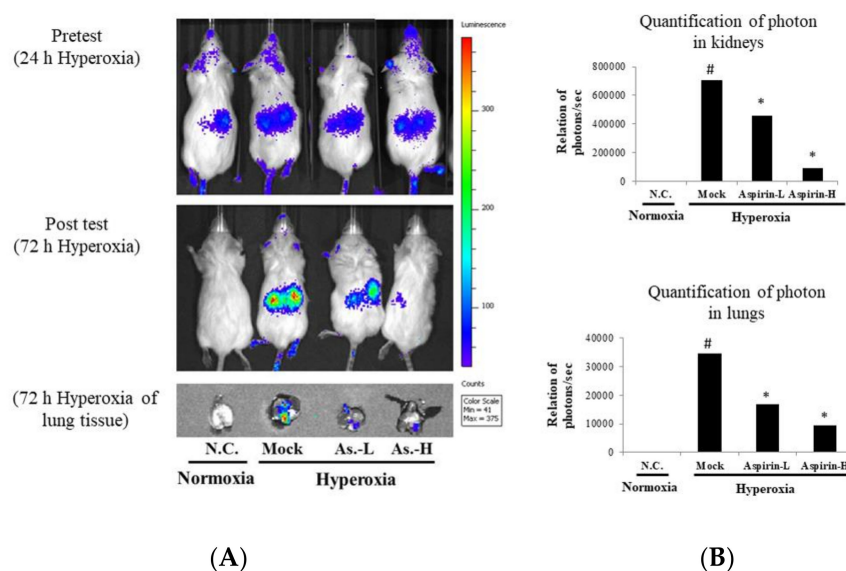 Pretest
(24 h Hyperoxia)
Post test
(72 h Hyperoxia)
(72 h Hyperoxia of
lung tissue)
Luminescence
300
200
100
Counts
Color Scale
Min = 41
Max = 375
N.C. Mock As.-L As.-H
Normoxia Hyperoxia
(A)
Quantification of photon
in kidneys
Relation of
photons/sec
800000
600000
400000
200000
0
# * *
N.C. Mock Aspirin-L Aspirin-H
Normoxia Hyperoxia
Quantification of photon
in lungs
Relation of
photons/sec
40000
30000
20000
10000
0
# * *
N.C. Mock Aspirin-L Aspirin-H
Normoxia Hyperoxia
(B)